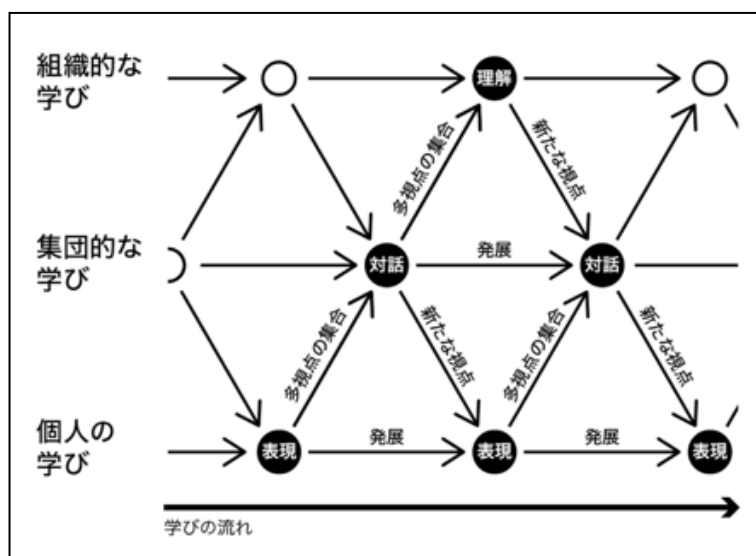 組織的な
学び
理解
多視点の集合
新たな視点
集団的な
学び
対話
発展
対話
多視点の集合
新たな視点
多視点の集合
新たな視点
個人の
学び
表現
発展
表現
発展
表現
学びの流れ